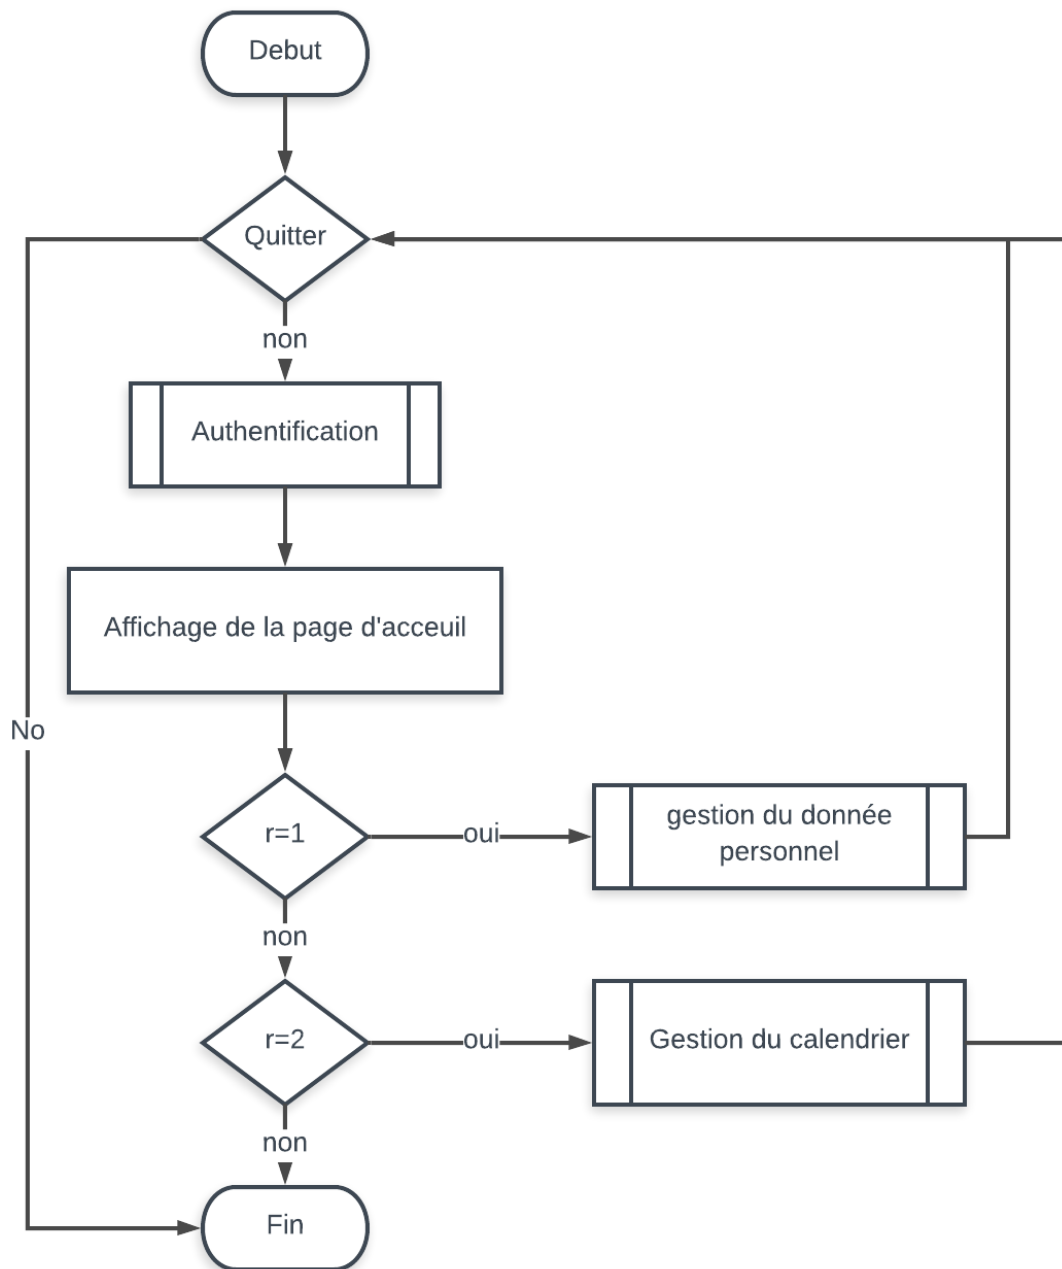 Debut
Quitter
non
Authentification
Affichage de la page d'acceuil
No
r=1
oui
gestion du donnée
personnel
non
r=2
oui
Gestion du calendrier
non
Fin